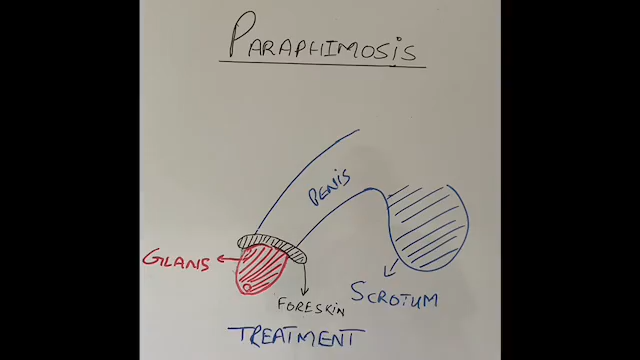 PARAPHIMOSIS
PENIS
GLANS
FORESKIN
SCROTUM
TREATMENT